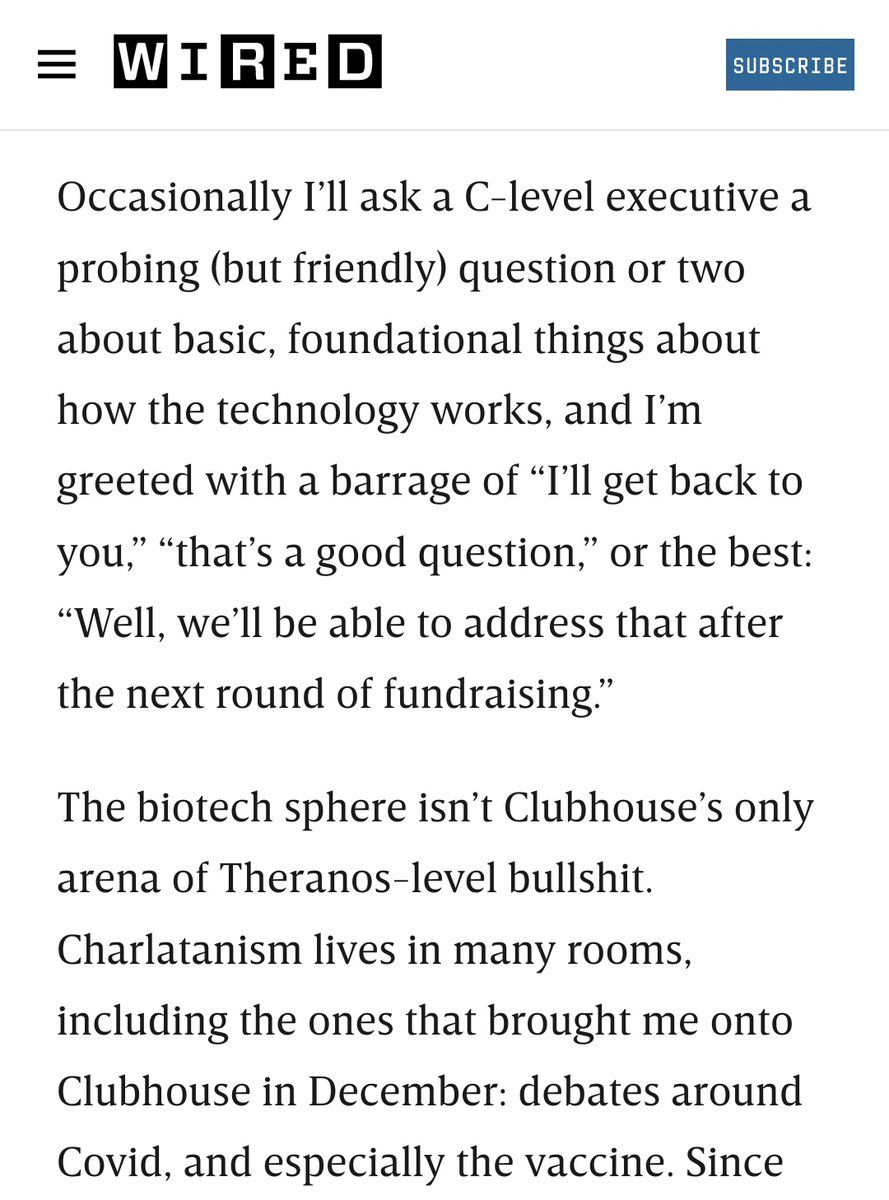 WIRED
SUBSCRIBE
Occasionally I’ll ask a C-level executive a
probing (but friendly) question or two
about basic, foundational things about
how the technology works, and I’m
greeted with a barrage of “I’ll get back to
you,” “that’s a good question,” or the best:
“Well, we’ll be able to address that after
the next round of fundraising.”
The biotech sphere isn’t Clubhouse’s only
arena of Theranos-level bullshit.
Charlatanism lives in many rooms,
including the ones that brought me onto
Clubhouse in December: debates around
Covid, and especially the vaccine. Since